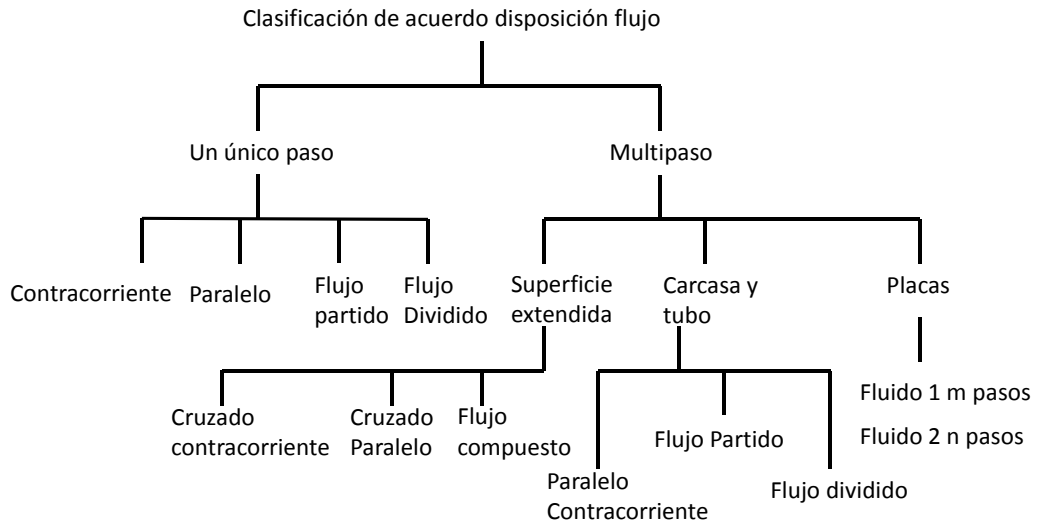 Clasificación de acuerdo disposición flujo
Un único paso
Multipaso
Contracorriente
Paralelo
Flujo
partido
Flujo
Dividido
Superficie
extendida
Carcasa y
tubo
Placas
Cruzado
contracorriente
Cruzado
Paralelo
Flujo
compuesto
Paralelo
Contracorriente
Flujo Partido
Flujo dividido
Fluido 1 m pasos
Fluido 2 n pasos